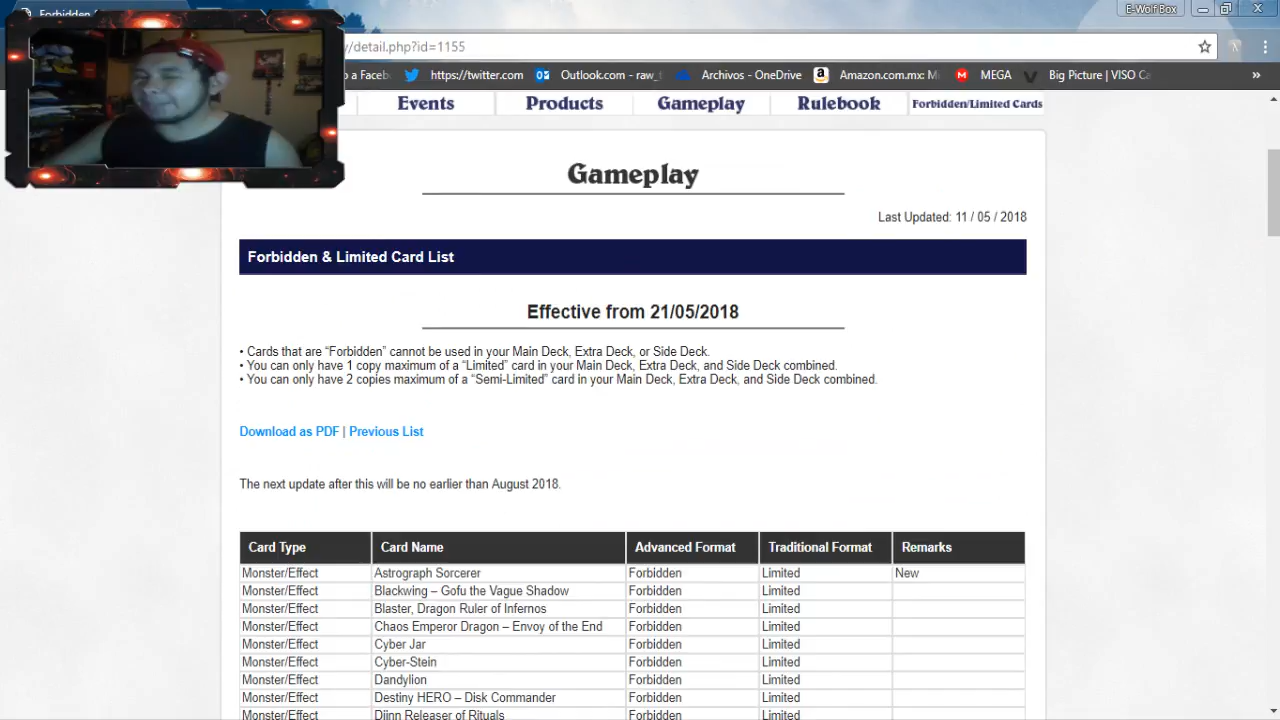 Forbidden
E-Wolf Box
/detail.php?id=1155
https://twitter.com
Outlook.com - raw_t
Archivos - OneDrive
Amazon.com.mx: M
MEGA
Big Picture | VISO Ca
»
Events
Products
Gameplay
Rulebook
Forbidden/Limited Cards
Gameplay
Last Updated: 11 / 05 / 2018
Forbidden & Limited Card List
Effective from 21/05/2018
• Cards that are “Forbidden” cannot be used in your Main Deck, Extra Deck, or Side Deck.
• You can only have 1 copy maximum of a “Limited” card in your Main Deck, Extra Deck, and Side Deck combined.
• You can only have 2 copies maximum of a “Semi-Limited” card in your Main Deck, Extra Deck, and Side Deck combined.
Download as PDF | Previous List
The next update after this will be no earlier than August 2018.
Card Type Card Name Advanced Format Traditional Format Remarks
Monster/Effect Astrograph Sorcerer Forbidden Limited New
Monster/Effect Blackwing – Gofu the Vague Shadow Forbidden Limited
Monster/Effect Blaster, Dragon Ruler of Infernos Forbidden Limited
Monster/Effect Chaos Emperor Dragon – Envoy of the End Forbidden Limited
Monster/Effect Cyber Jar Forbidden Limited
Monster/Effect Cyber-Stein Forbidden Limited
Monster/Effect Dandylion Forbidden Limited
Monster/Effect Destiny HERO – Disk Commander Forbidden Limited
Monster/Effect Djinn Releaser of Rituals Forbidden Limited